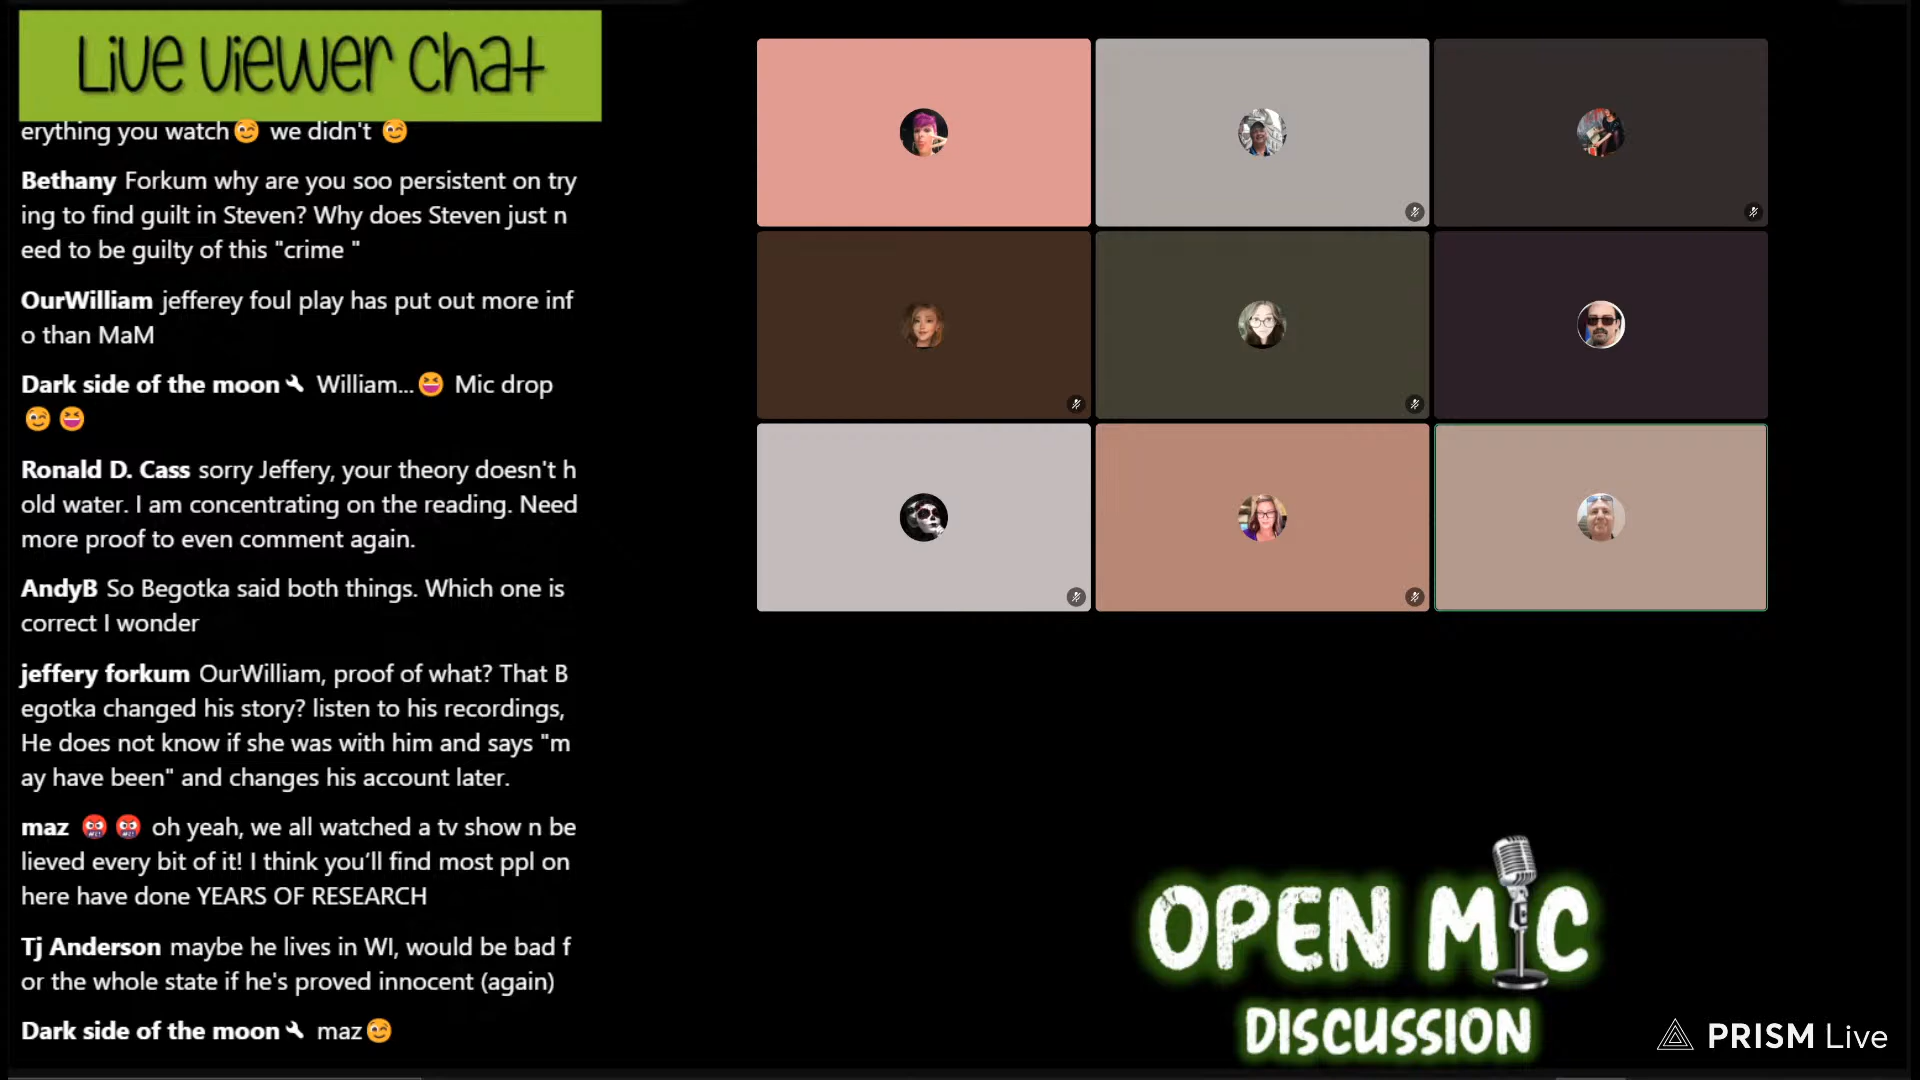 Live Viewer Chat
erything you watch😉 we didn't 😉
Bethany Forkum why are you soo persistent on try
ing to find guilt in Steven? Why does Steven just n
eed to be guilty of this "crime "
OurWilliam jefferey foul play has put out more inf
o than MaM
Dark side of the moon William...😆 Mic drop
😉 😆
Ronald D. Cass sorry Jeffery, your theory doesn't h
old water. I am concentrating on the reading. Need
more proof to even comment again.
AndyB So Begotka said both things. Which one is
correct I wonder
jeffery forkum OurWilliam, proof of what? That B
egotka changed his story? listen to his recordings,
He does not know if she was with him and says "m
ay have been" and changes his account later.
maz 🤬 🤬 oh yeah, we all watched a tv show n be
lieved every bit of it! I think you’ll find most ppl on
here have done YEARS OF RESEARCH
Tj Anderson maybe he lives in WI, would be bad f
or the whole state if he's proved innocent (again)
Dark side of the moon maz😉
OPEN MIC
DISCUSSION
PRISM Live